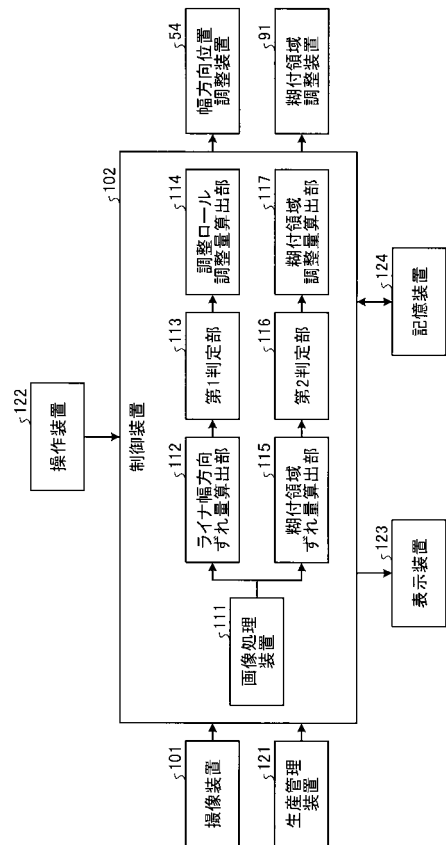 122
操作装置
102
制御装置
101
撮像装置
121
生産管理
装置
111
画像処理
装置
112
ライナ幅方向
ずれ量算出部
113
第1判定部
114
調整ロール
調整量算出部
54
幅方向位置
調整装置
115
糊付領域
ずれ量算出部
116
第2判定部
117
糊付領域
調整量算出部
91
糊付領域
調整装置
123
表示装置
124
記憶装置